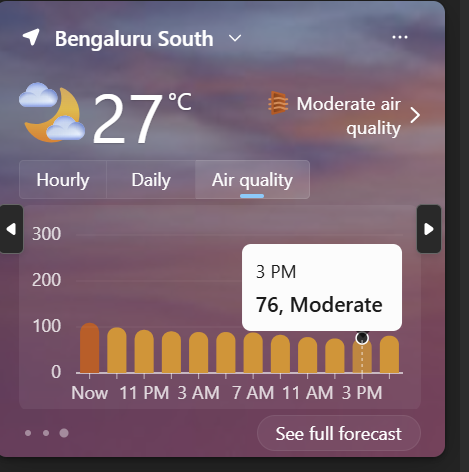 Bengaluru South
27 °C
Moderate air
quality
Hourly Daily Air quality
300
200
100
0
3 PM
76, Moderate
Now 11 PM 3 AM 7 AM 11 AM 3 PM
See full forecast